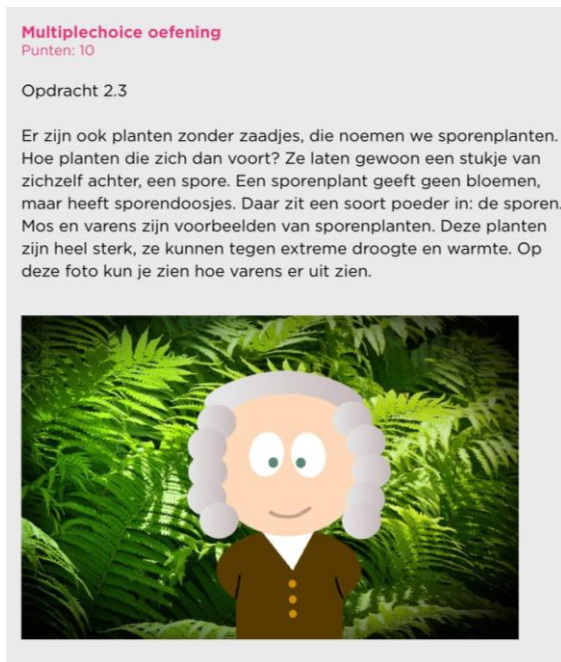 Multiplechoice oefening
Punten: 10
Opdracht 2.3
Er zijn ook planten zonder zaadjes, die noemen we sporenplanten.
Hoe planten die zich dan voort? Ze laten gewoon een stukje van
zichzelf achter, een spore. Een sporenplant geeft geen bloemen,
maar heeft sporendoosjes. Daar zit een soort poeder in: de sporen.
Mos en varens zijn voorbeelden van sporenplanten. Deze planten
zijn heel sterk, ze kunnen tegen extreme droogte en warmte. Op
deze foto kun je zien hoe varens er uit zien.